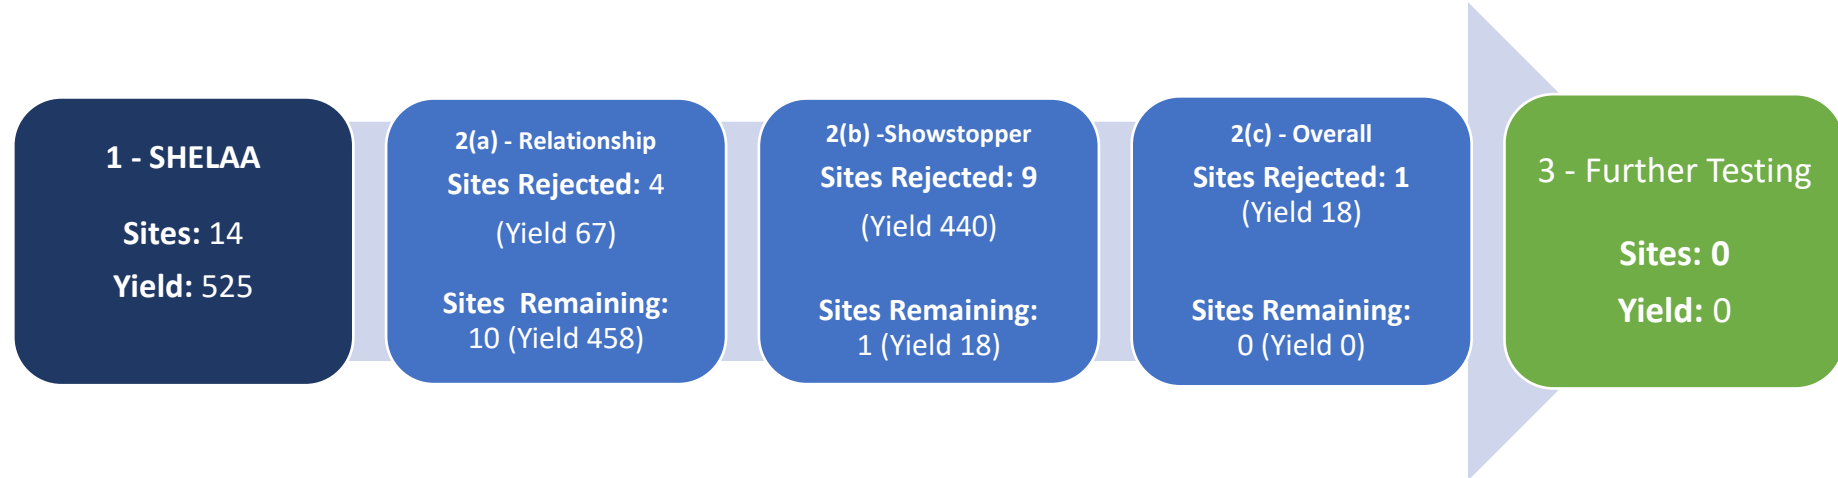 1 - SHELAA
Sites: 14
Yield: 525
2(a) - Relationship
Sites Rejected: 4
(Yield 67)
Sites Remaining:
10 (Yield 458)
2(b) -Showstopper
Sites Rejected: 9
(Yield 440)
Sites Remaining:
1 (Yield 18)
2(c) - Overall
Sites Rejected: 1
(Yield 18)
Sites Remaining:
0 (Yield 0)
3 - Further Testing
Sites: 0
Yield: 0